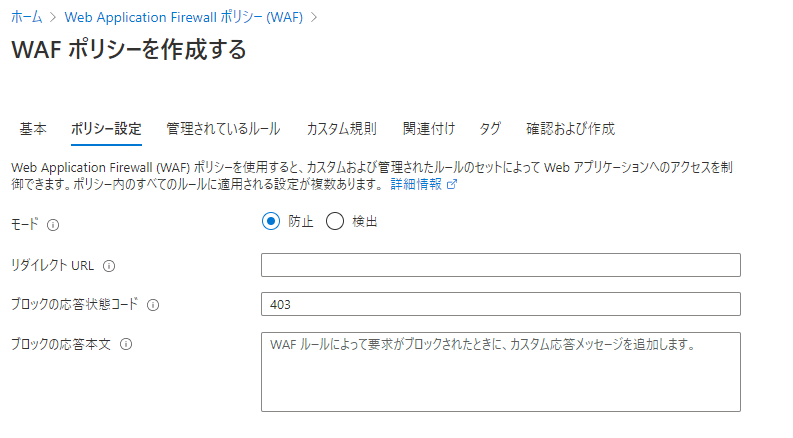 ホーム > Web Application Firewall ポリシー (WAF) >
WAF ポリシーを作成する
基本 ポリシー設定 管理されているルール カスタム規則 関連付け タグ 確認および作成
Web Application Firewall (WAF) ポリシーを使用すると、カスタムおよび管理されたルールのセットによって Web アプリケーションへのアクセスを制
御できます。ポリシー内のすべてのルールに適用される設定が複数あります。 詳細情報
モード 防止 検出
リダイレクト URL
ブロックの応答状態コード 403
ブロックの応答本文 WAF ルールによって要求がブロックされたときに、カスタム応答メッセージを追加します。